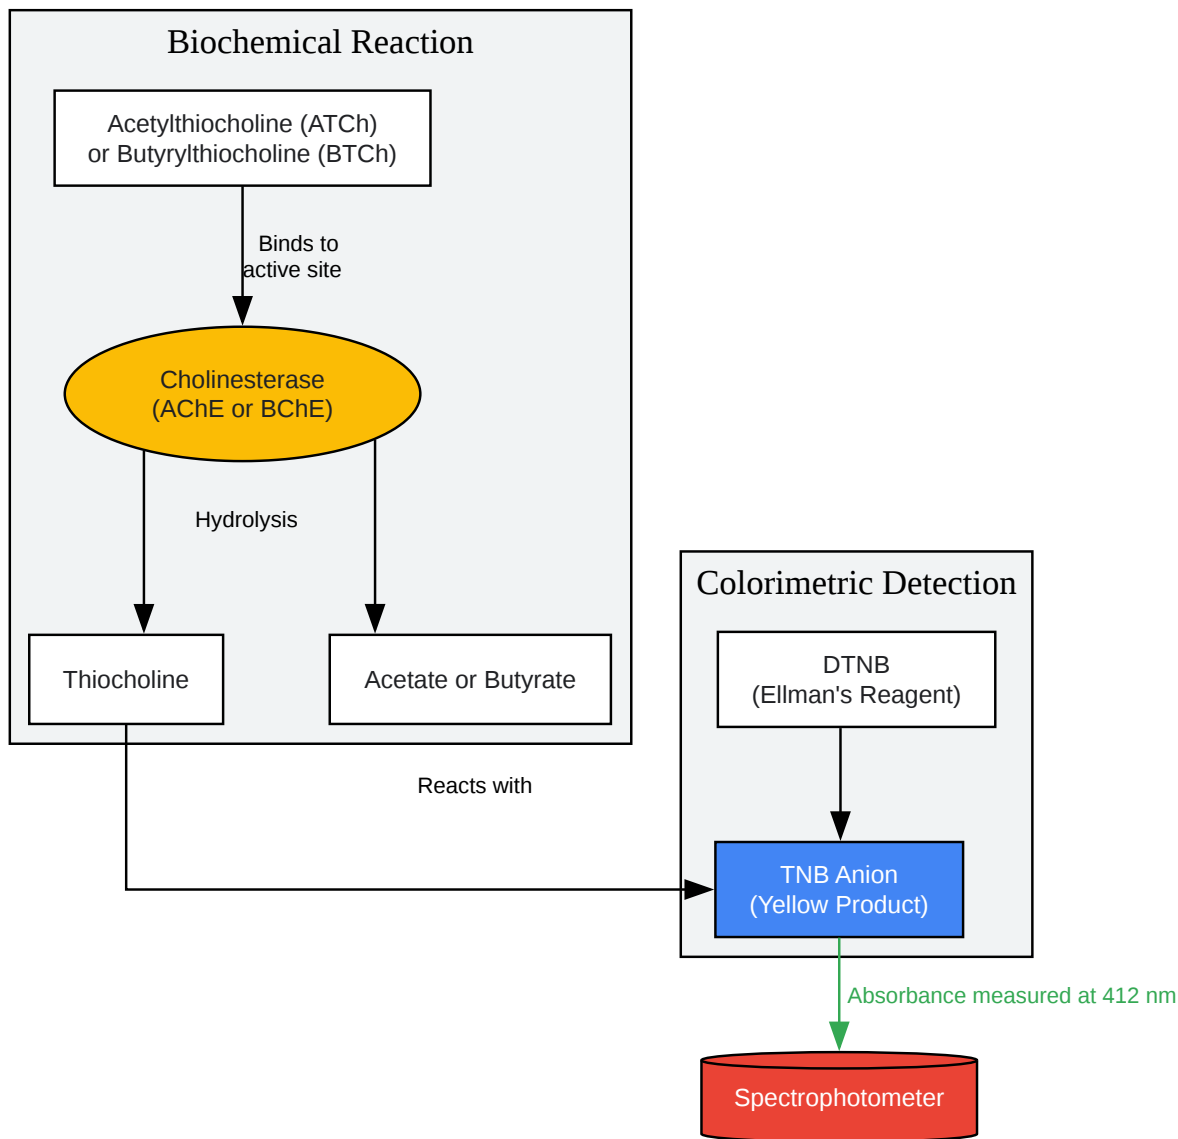 Biochemical Reaction
Acetylthiocholine (ATCh)
or Butyrylthiocholine (BTCh)
Binds to
active site
Cholinesterase
(AChE or BChE)
Hydrolysis
Thiocholine
Acetate or Butyrate
Colorimetric Detection
DTNB
(Ellman's Reagent)
Reacts with
TNB Anion
(Yellow Product)
Absorbance measured at 412 nm
Spectrophotometer